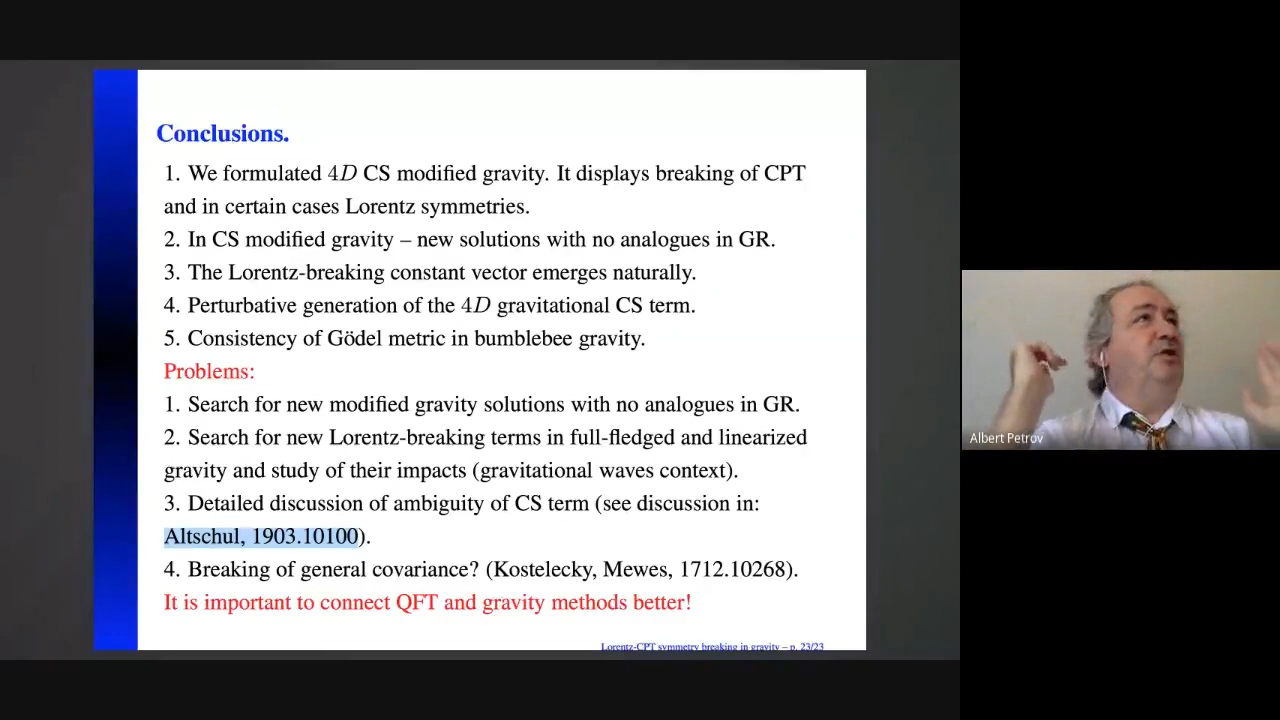 Conclusions.
1. We formulated 4D CS modified gravity. It displays breaking of CPT
and in certain cases Lorentz symmetries.
2. In CS modified gravity – new solutions with no analogues in GR.
3. The Lorentz-breaking constant vector emerges naturally.
4. Perturbative generation of the 4D gravitational CS term.
5. Consistency of Gödel metric in bumblebee gravity.
Problems:
1. Search for new modified gravity solutions with no analogues in GR.
2. Search for new Lorentz-breaking terms in full-fledged and linearized
gravity and study of their impacts (gravitational waves context).
3. Detailed discussion of ambiguity of CS term (see discussion in:
Altschul, 1903.10100).
4. Breaking of general covariance? (Kostelecky, Mewes, 1712.10268).
It is important to connect QFT and gravity methods better!
Lorentz-CPT symmetry breaking in gravity – p. 23/23
Albert Petrov